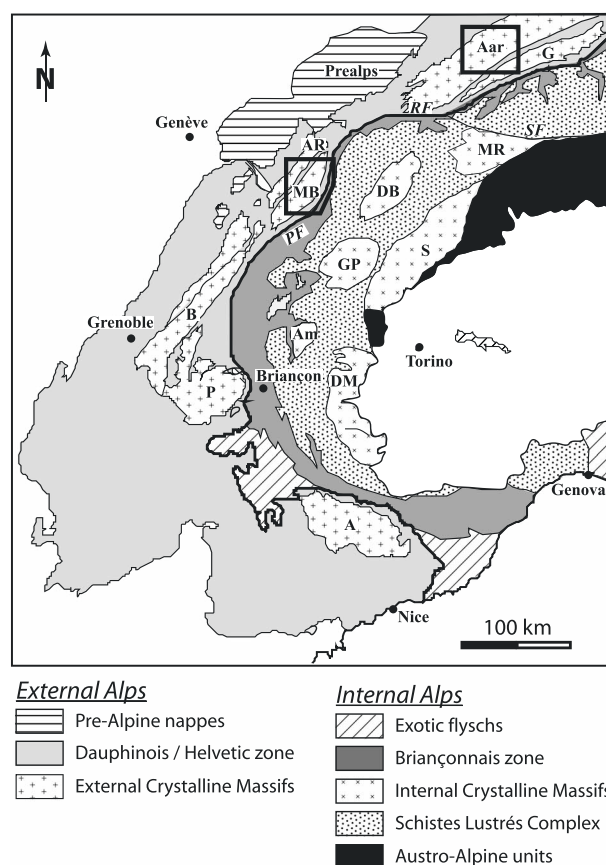 Aar
G
Prealps
N
2RF
SF
Genève
AR
MR
MB
DB
PF
S
GP
B
Am
Grenoble
Torino
Briançon
DM
P
Genova
A
Nice
100 km
External Alps
Pre-Alpine nappes
Dauphinois / Helvetic zone
External Crystalline Massifs
Internal Alps
Exotic flyschs
Briançonnais zone
Internal Crystalline Massifs
Schistes Lustrés Complex
Austro-Alpine units